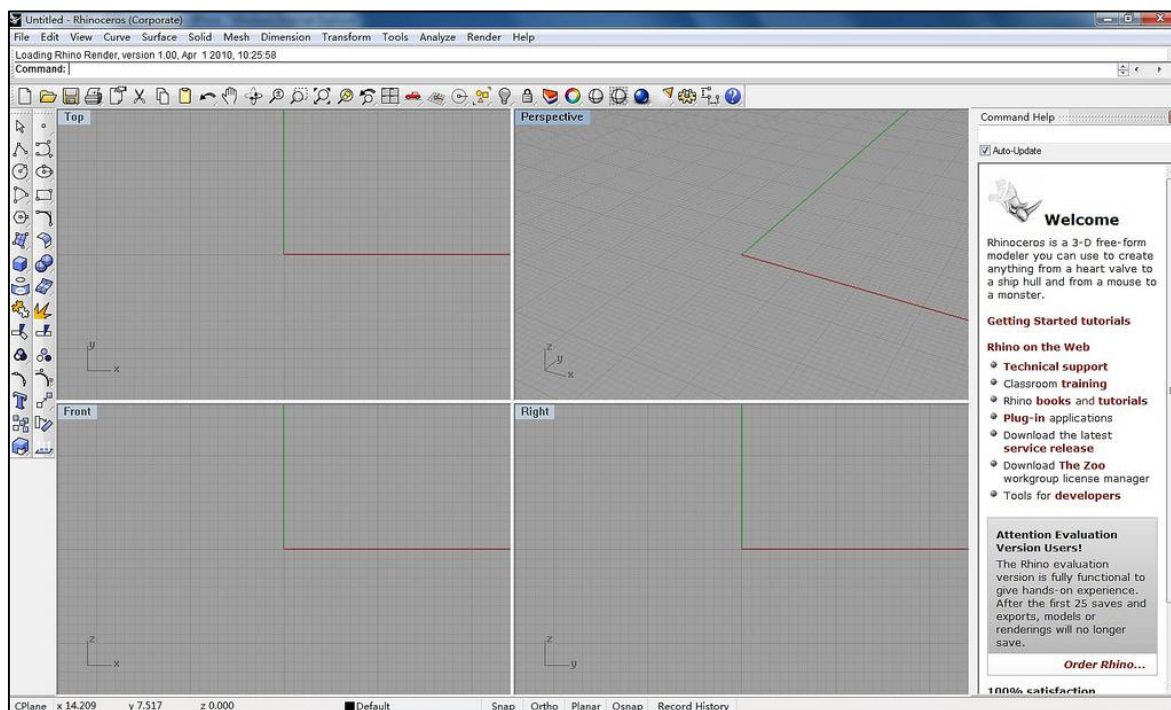 Untitled - Rhinoceros (Corporate)
File Edit View Curve Surface Solid Mesh Dimension Transform Tools Analyze Render Help
Loading Rhino Render, version 1.00, Apr 1 2010, 10:25:58
Command:
Top
Perspective
y
x
z
y
x
Front
Right
z
x
z
y
Command Help
Auto-Update
Welcome
Rhinoceros is a 3-D free-form
modeler you can use to create
anything from a heart valve to
a ship hull and from a mouse to
a monster.
Getting Started tutorials
Rhino on the Web
Technical support
Classroom training
Rhino books and tutorials
Plug-in applications
Download the latest
service release
Download The Zoo
workgroup license manager
Tools for developers
Attention Evaluation
Version Users!
The Rhino evaluation
version is fully functional to
give hands-on experience.
After the first 25 saves and
exports, models or
renderings will no longer
save.
Order Rhino...
100% satisfaction
CPlane x 14.209 y 7.517 z 0.000 Default Snap Ortho Planar Osnap Record History